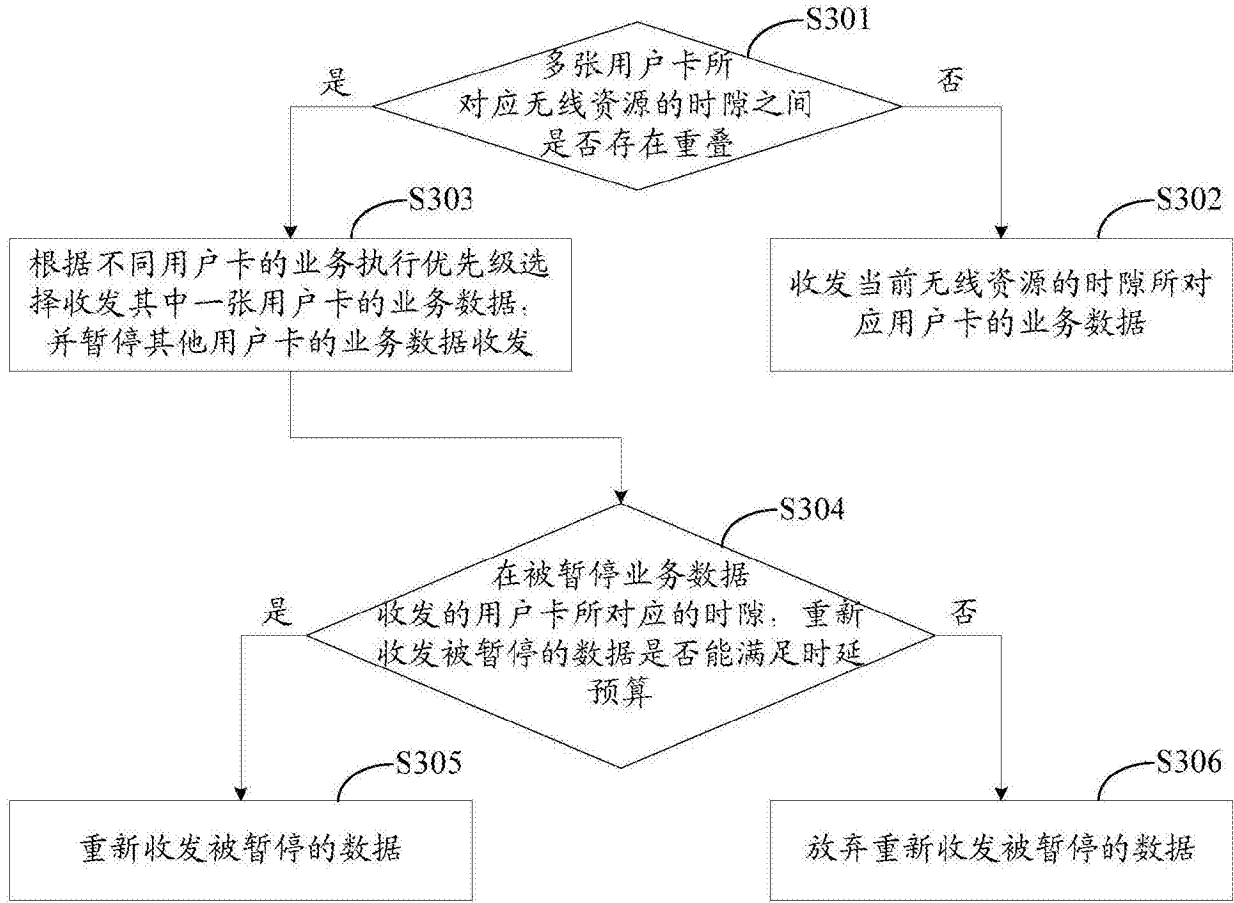 S301
多张用户卡所
对应无线资源的时隙之间
是否存在重叠
是
否
S303
根据不同用户卡的业务执行优先级选
择收发其中一张用户卡的业务数据；
并暂停其他用户卡的业务数据收发
S302
收发当前无线资源的时隙所对
应用户卡的业务数据
S304
在被暂停业务数据
收发的用户卡所对应的时隙，重新
收发被暂停的数据是否能满足时延
预算
是
否
S305
重新收发被暂停的数据
S306
放弃重新收发被暂停的数据